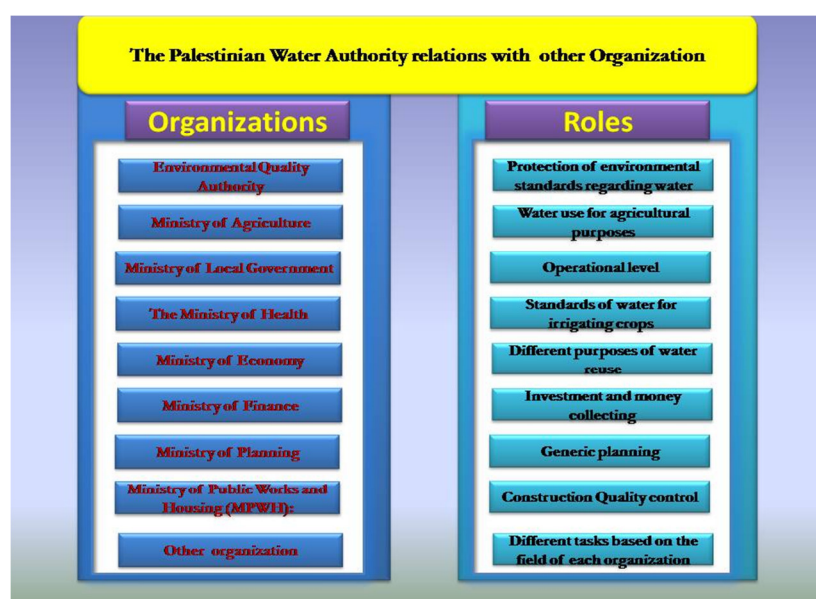 The Palestinian Water Authority relations with other Organization
Organizations
Environmental Quality
Authority
Ministry of Agriculture
Ministry of Local Government
The Ministry of Health
Ministry of Economy
Ministry of Finance
Ministry of Planning
Ministry of Public Works and
Housing (MPWH):
Other organization
Roles
Protection of environmental
standards regarding water
Water use for agricultural
purposes
Operational level
Standards of water for
irrigating crops
Different purposes of water
reuse
Investment and money
collecting
Generic planning
Construction Quality control
Different tasks based on the
field of each organization